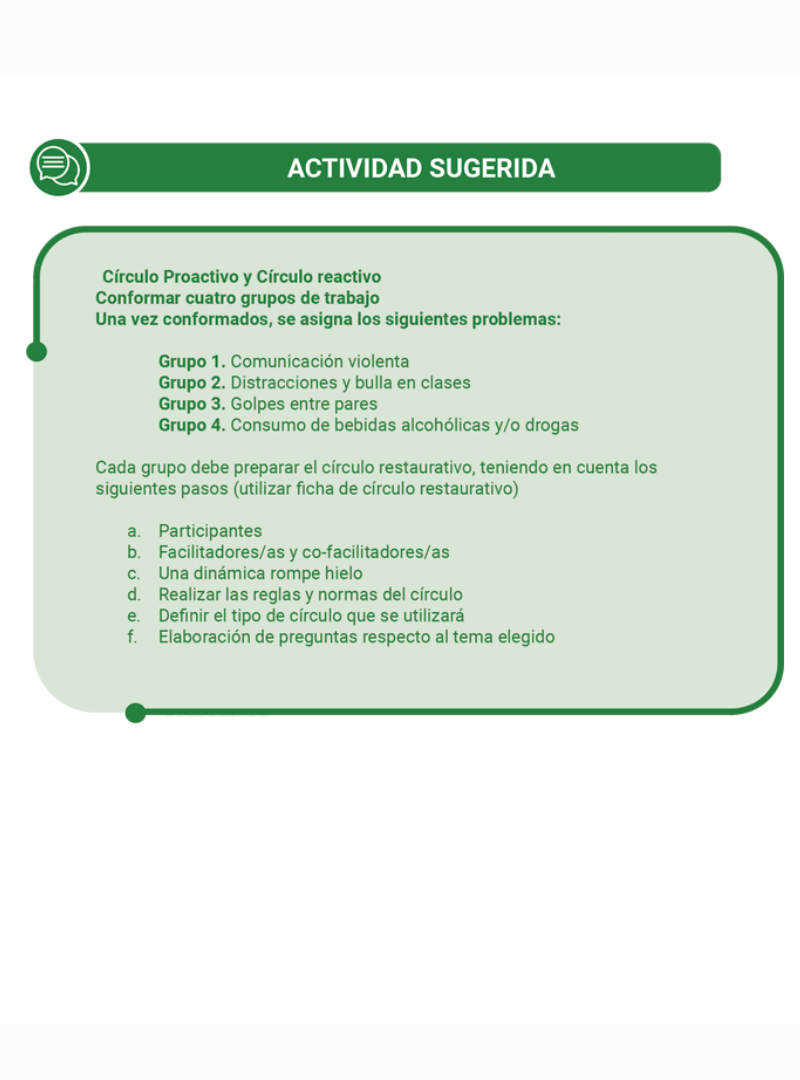 ACTIVIDAD SUGERIDA
Círculo Proactivo y Círculo reactivo
Conformar cuatro grupos de trabajo
Una vez conformados, se asigna los siguientes problemas:
Grupo 1. Comunicación violenta
Grupo 2. Distracciones y bulla en clases
Grupo 3. Golpes entre pares
Grupo 4. Consumo de bebidas alcohólicas y/o drogas
Cada grupo debe preparar el círculo restaurativo, teniendo en cuenta los
siguientes pasos (utilizar ficha de círculo restaurativo)
a. Participantes
b. Facilitadores/as y co-facilitadores/as
c. Una dinámica rompe hielo
d. Realizar las reglas y normas del círculo
e. Definir el tipo de círculo que se utilizará
f. Elaboración de preguntas respecto al tema elegido